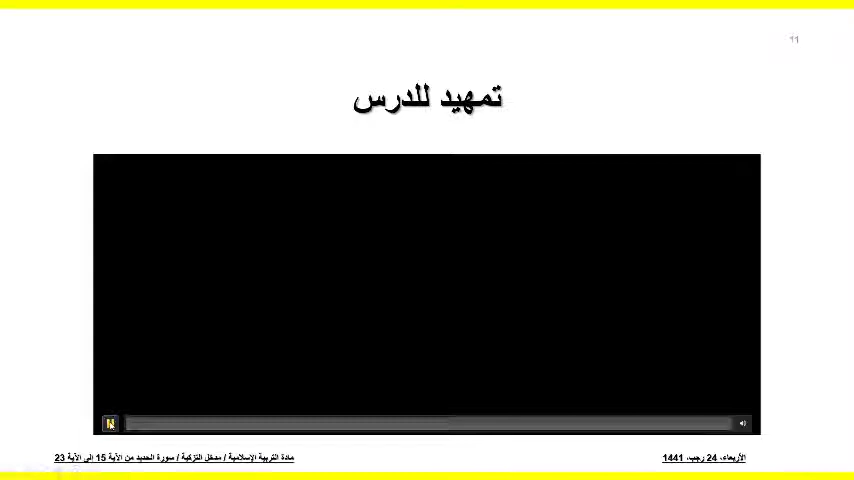 11
تمهيد للدرس
الأربعاء، 24 رجب، 1441
مادة التربية الإسلامية / مدخل التزكية / سورة الحديد من الآية 15 إلى الآية 23